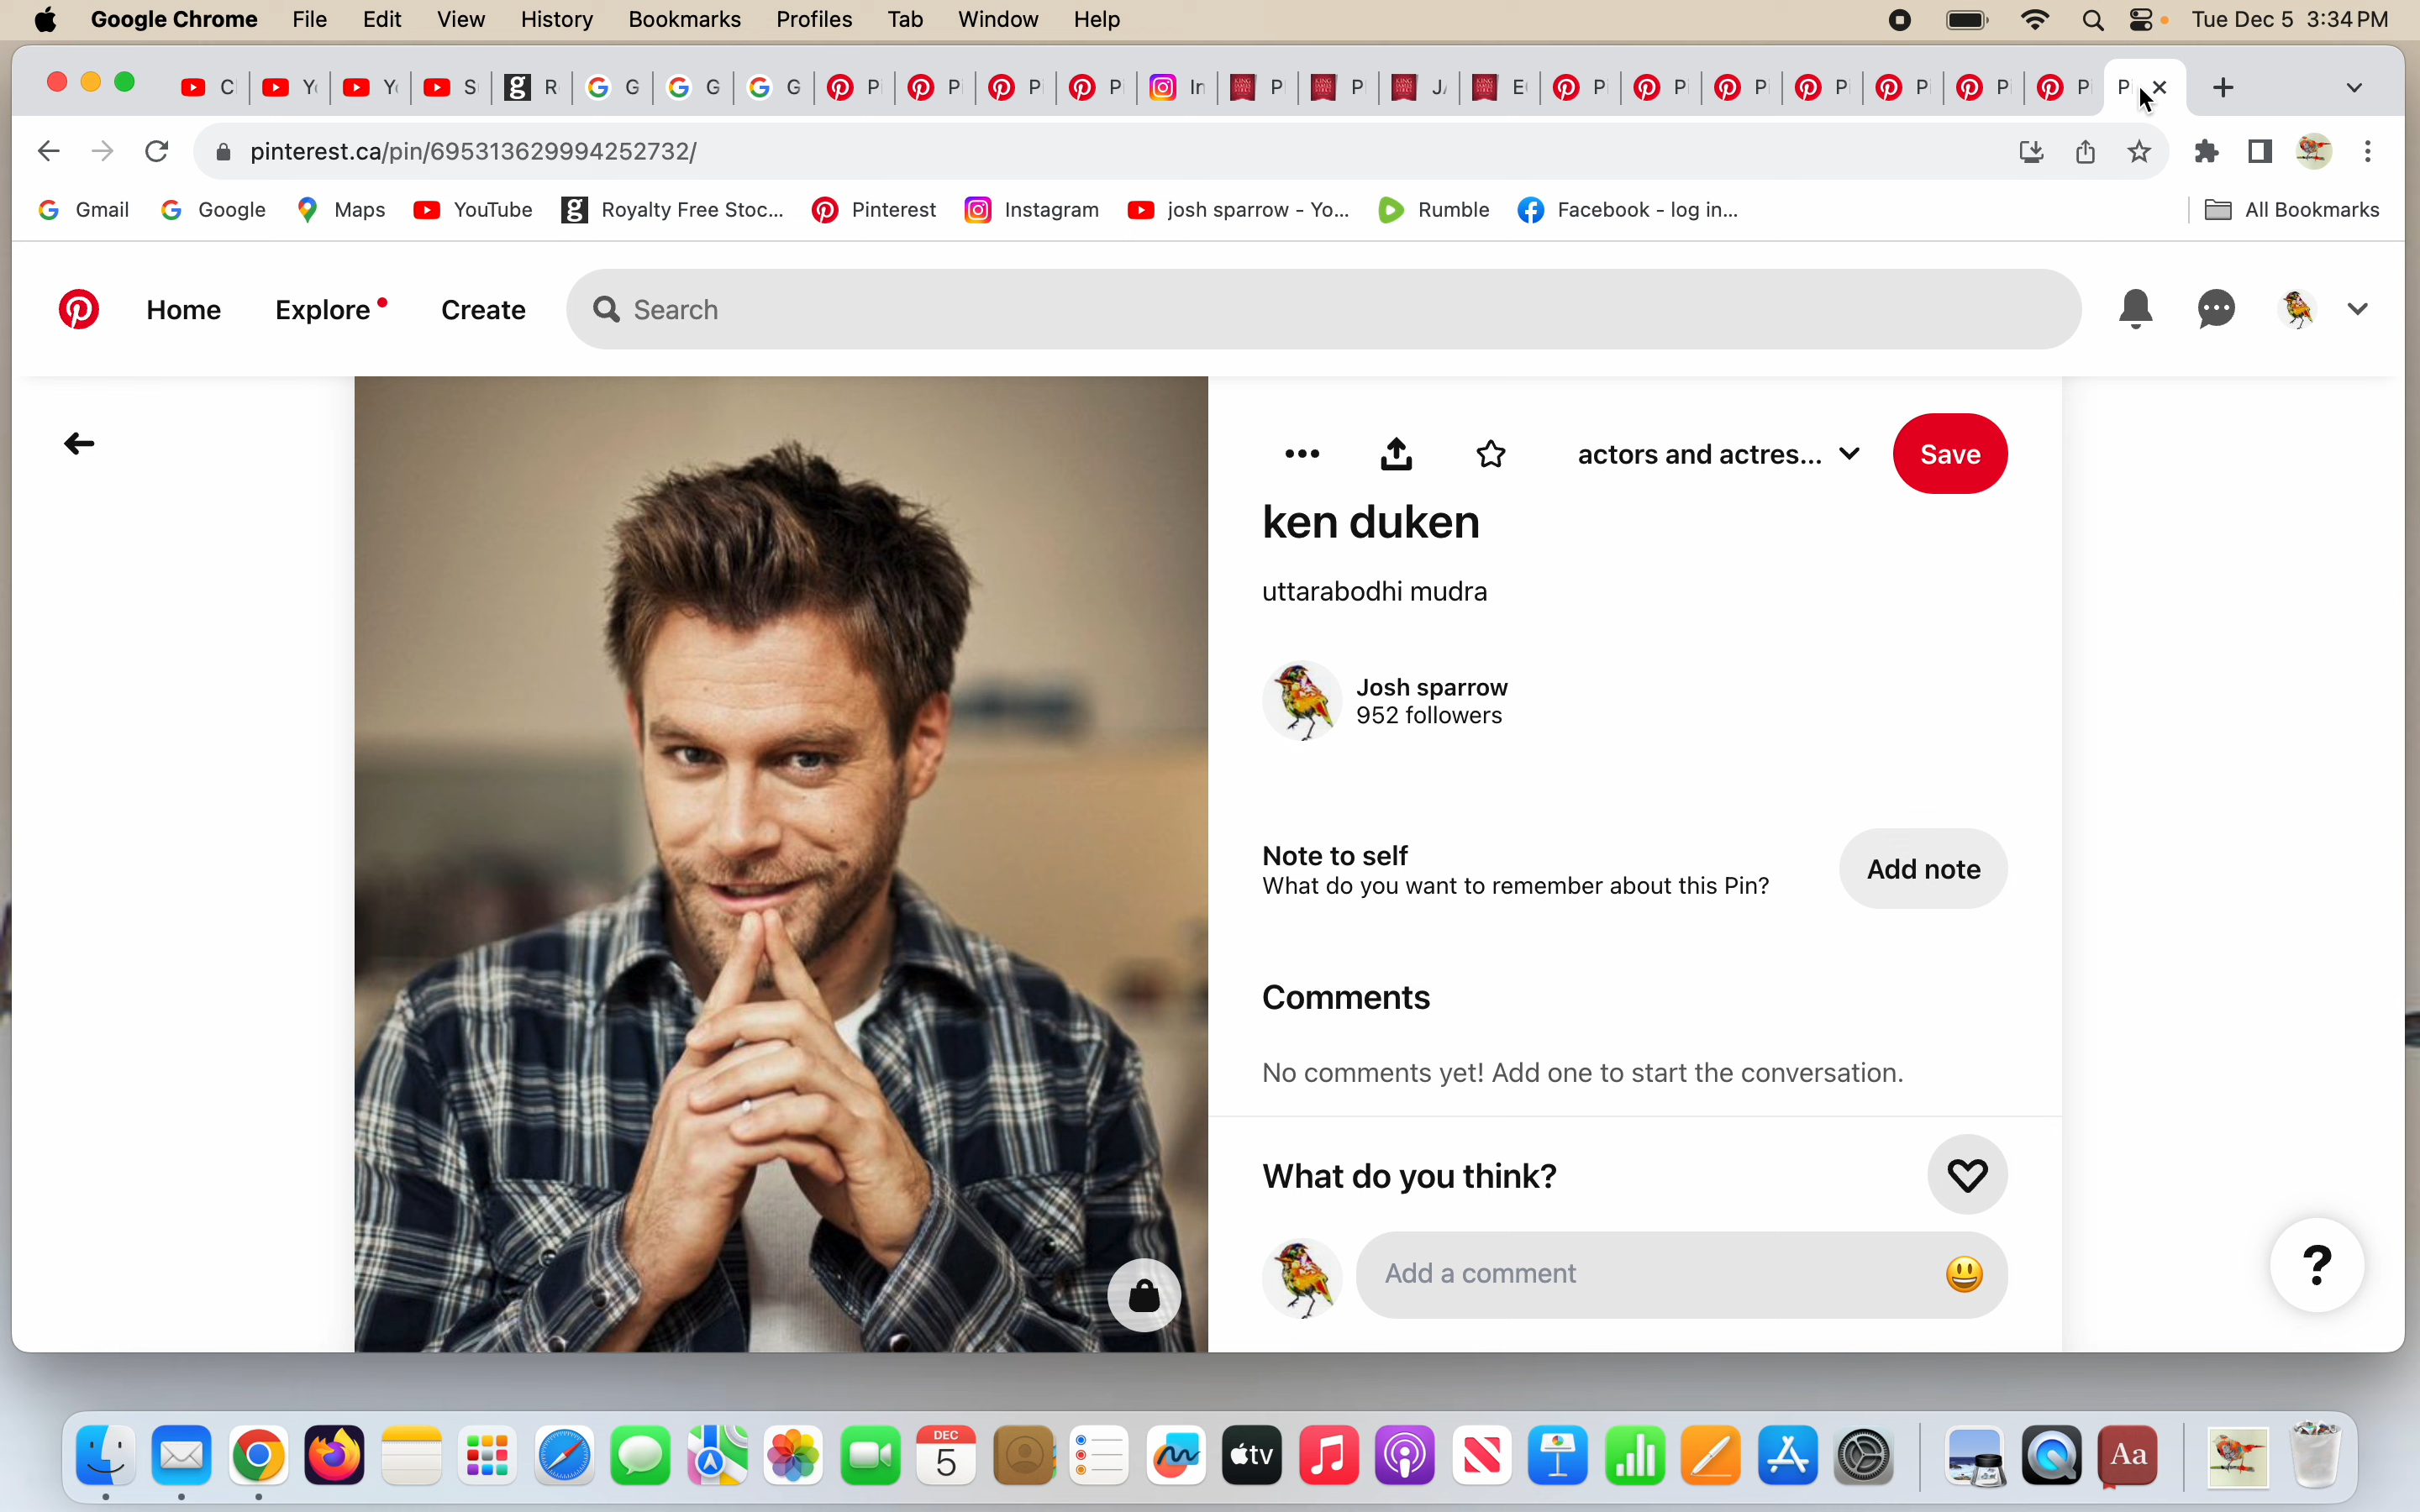 Google Chrome File Edit View History Bookmarks Profiles Tab Window Help Tue Dec 5 3:34 PM
C Y Y S R G G G P P P P In P P J E P P P P P P P P
pinterest.ca/pin/695313629994252732/
Gmail Google Maps YouTube Royalty Free Stoc... Pinterest Instagram josh sparrow - Yo... Rumble Facebook - log in... All Bookmarks
Home Explore Create Search
actors and actres... Save
ken duken
uttarabodhi mudra
Josh sparrow
952 followers
Note to self
What do you want to remember about this Pin?
Add note
Comments
No comments yet! Add one to start the conversation.
What do you think?
Add a comment
?
DEC
5
tv
Aa